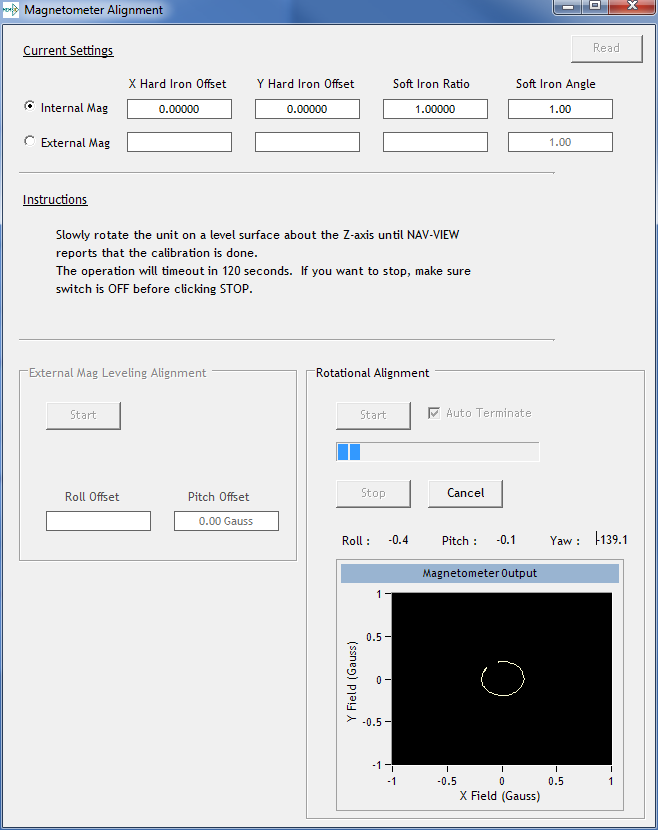 Magnetometer Alignment
Current Settings
Read
X Hard Iron Offset Y Hard Iron Offset Soft Iron Ratio Soft Iron Angle
Internal Mag 0.00000 0.00000 1.00000 1.00
External Mag 1.00
Instructions
Slowly rotate the unit on a level surface about the Z-axis until NAV-VIEW
reports that the calibration is done.
The operation will timeout in 120 seconds. If you want to stop, make sure
switch is OFF before clicking STOP.
External Mag Leveling Alignment
Start
Roll Offset Pitch Offset
0.00 Gauss
Rotational Alignment
Start Auto Terminate
Stop Cancel
Roll : -0.4 Pitch : -0.1 Yaw : -139.1
Magnetometer Output
Y Field (Gauss)
1
0.5
0
-0.5
-1
-1 -0.5 0 0.5 1
X Field (Gauss)